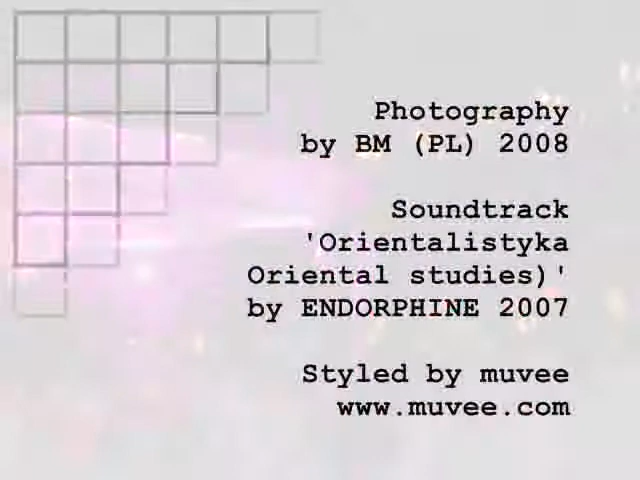 Photography
by BM (PL) 2008
Soundtrack
'Orientalistyka
Oriental studies)'
by ENDORPHINE 2007
Styled by muvee
www.muvee.com